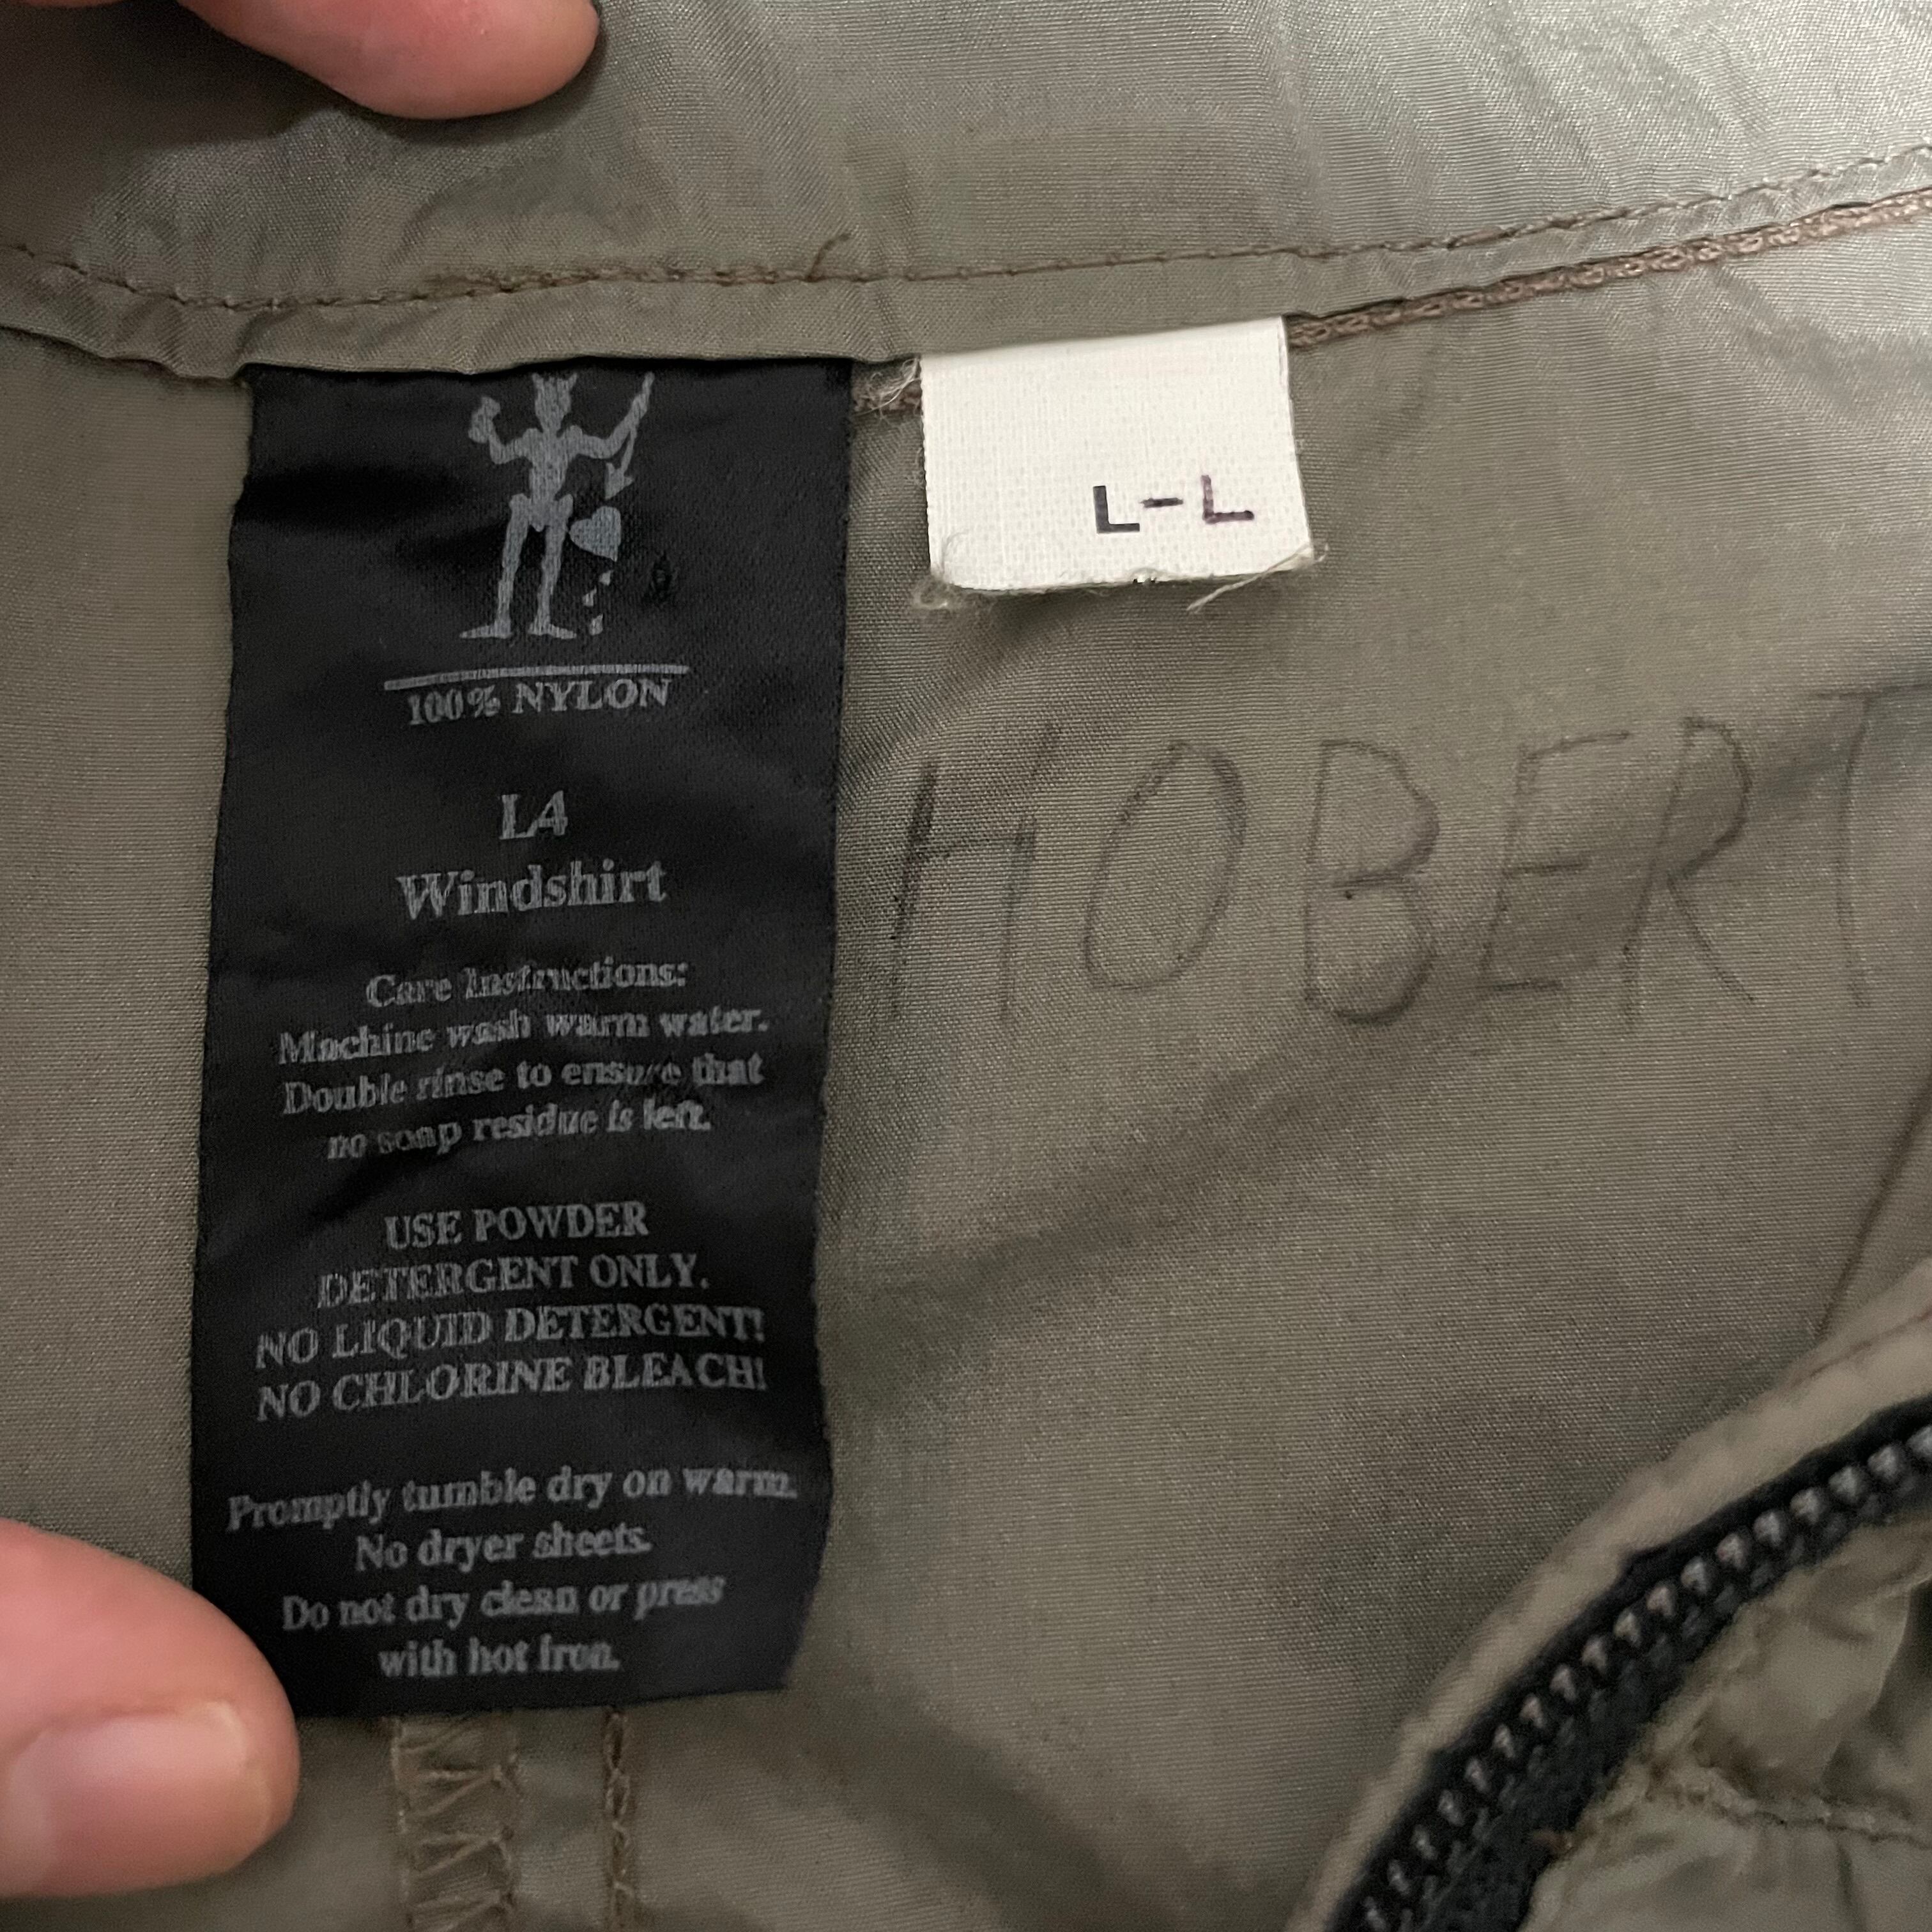 100% NYLON
L4
Windshirt
Care Instructions:
Machine wash warm water.
Double rinse to ensure that
no soap residue is left.
USE POWDER
DETERGENT ONLY.
NO LIQUID DETERGENT!
NO CHLORINE BLEACH!
Promptly tumble dry on warm.
No dryer sheets.
Do not dry clean or press
with hot iron.
L-L
HOBERT